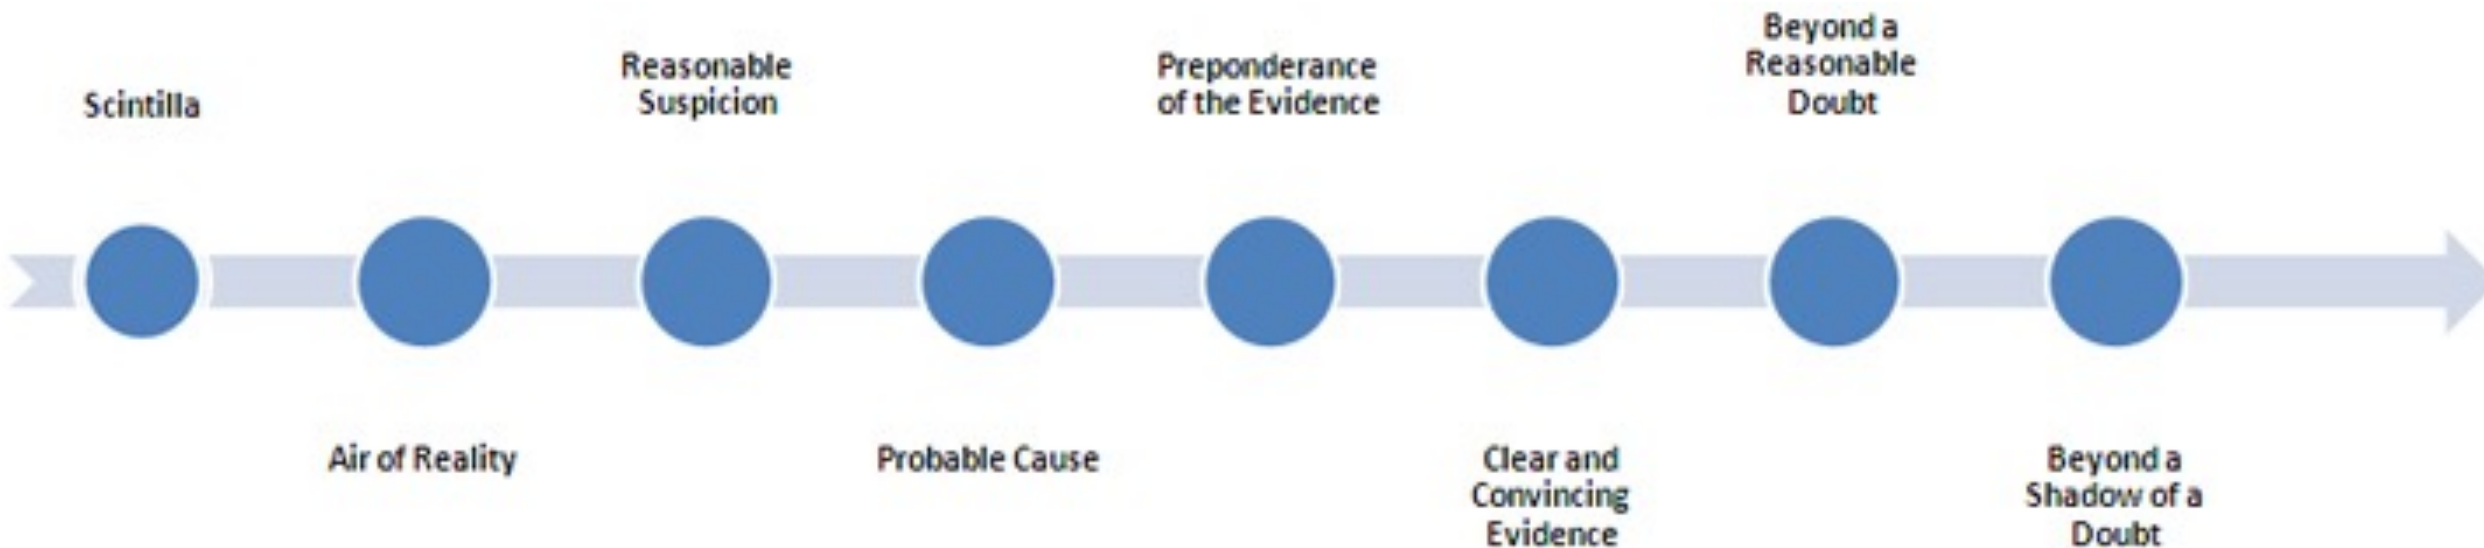 Scintilla
Air of Reality
Reasonable
Suspicion
Probable Cause
Preponderance
of the Evidence
Clear and
Convincing
Evidence
Beyond a
Reasonable
Doubt
Beyond a
Shadow of a
Doubt